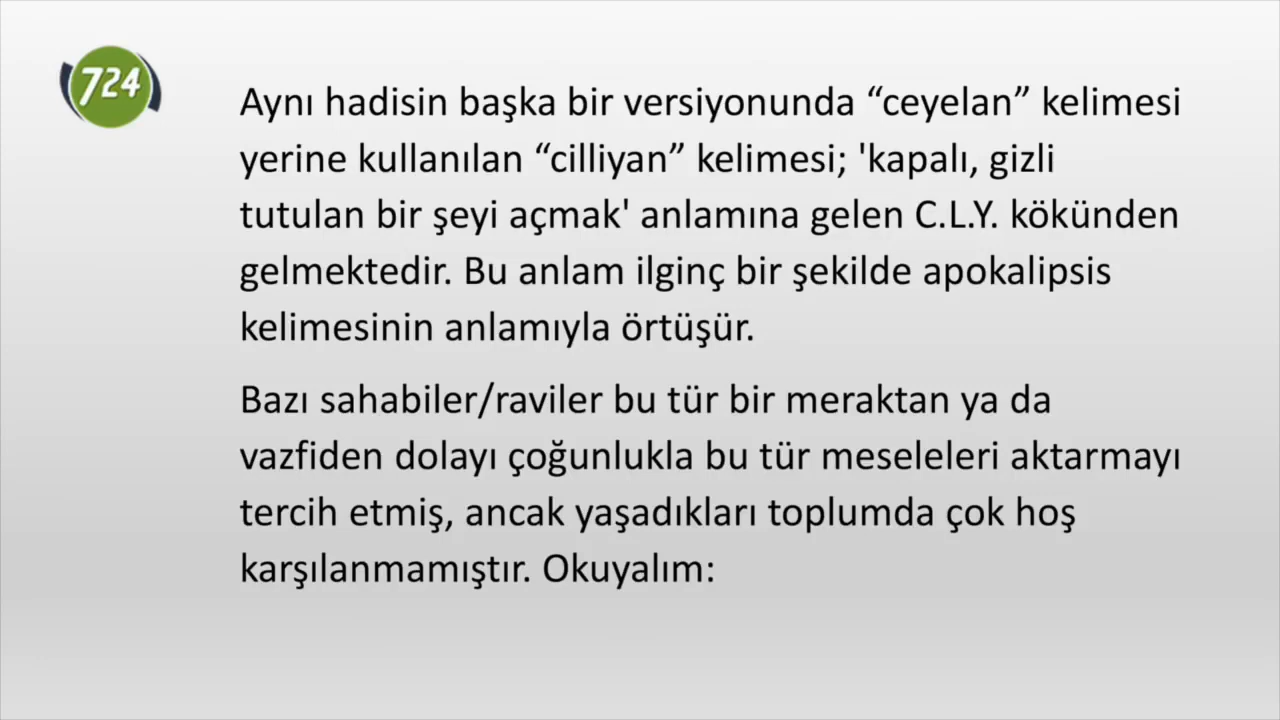 724
Aynı hadisin başka bir versiyonunda “ceyelan” kelimesi
yerine kullanılan “cilliyan” kelimesi; 'kapalı, gizli
tutulan bir şeyi açmak' anlamına gelen C.L.Y. kökünden
gelmektedir. Bu anlam ilginç bir şekilde apokalipsis
kelimesinin anlamıyla örtüşür.
Bazı sahabiler/raviler bu tür bir meraktan ya da
vazfiden dolayı çoğunlukla bu tür meseleleri aktarmayı
tercih etmiş, ancak yaşadıkları toplumda çok hoş
karşılanmamıştır. Okuyalım: